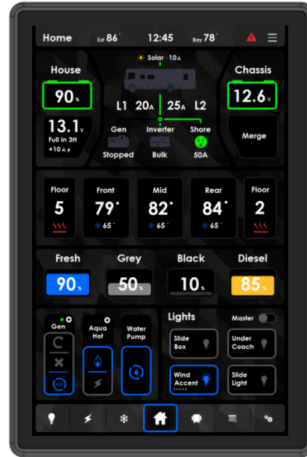 Home Ext 86° 12:45 Bay 78°
Solar · 10A
House
Chassis
90%
L1 20A 25A L2
12.6v
13.1v
Full in 3H
+10A
Gen
Inverter
Shore
Merge
Stopped
Bulk
50A
Floor
Front
Mid
Rear
Floor
5
79°
82°
84°
2
65°
65°
65°
Fresh
Grey
Black
Diesel
90%
50%
10%
85%
Gen
Aqua
Hot
Water
Pump
Lights
Master
Slide
Box
Under
Coach
Wind
Accent
Slide
Light